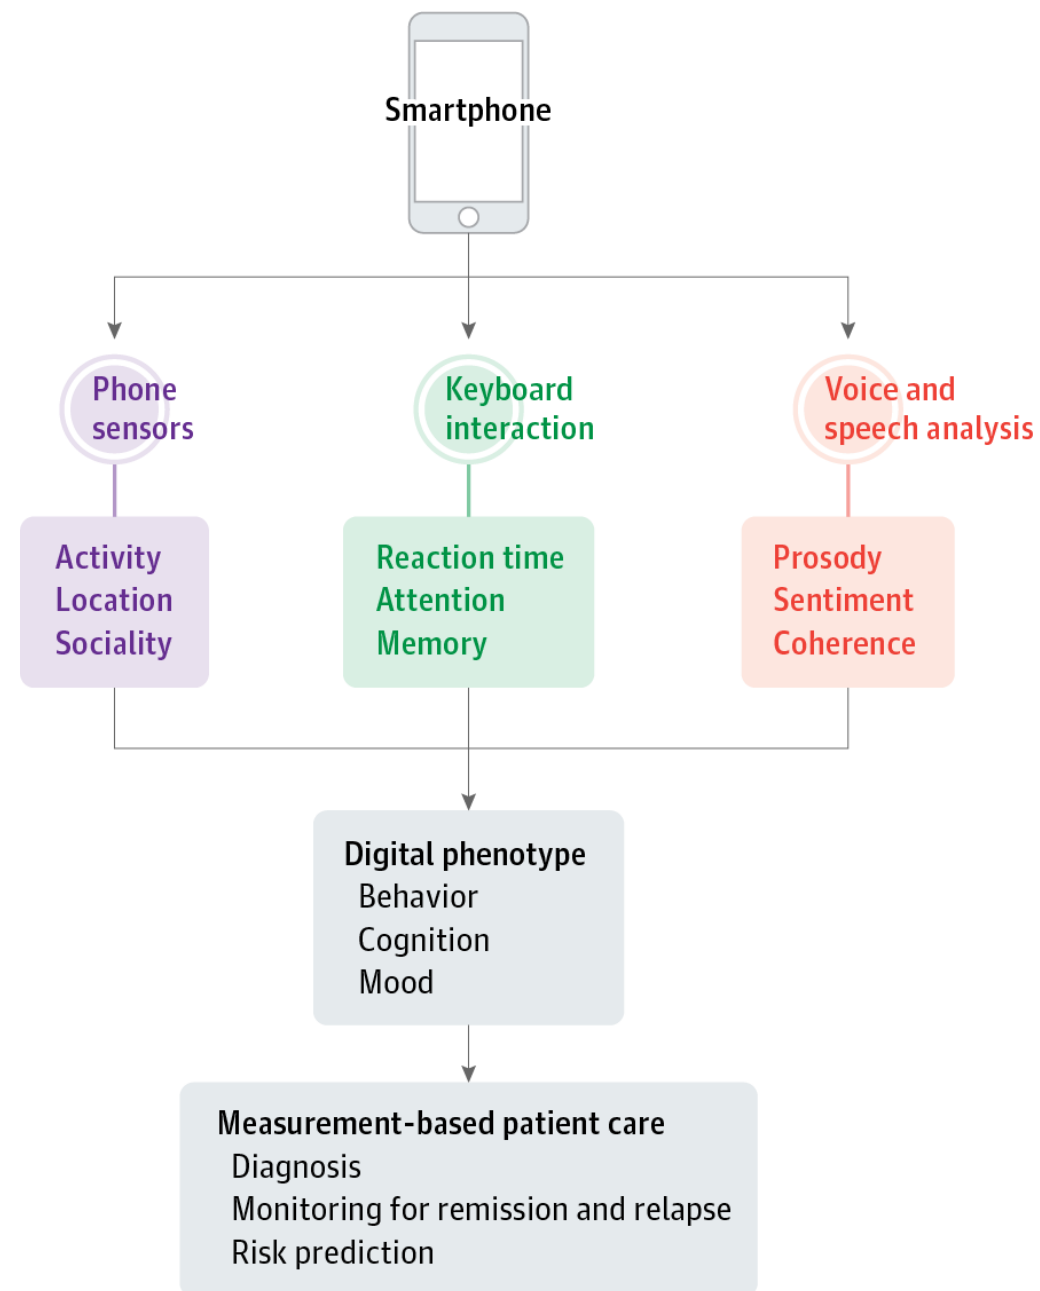 Smartphone
Phone
sensors
Keyboard
interaction
Voice and
speech analysis
Activity
Location
Sociality
Reaction time
Attention
Memory
Prosody
Sentiment
Coherence
Digital phenotype
Behavior
Cognition
Mood
Measurement-based patient care
Diagnosis
Monitoring for remission and relapse
Risk prediction